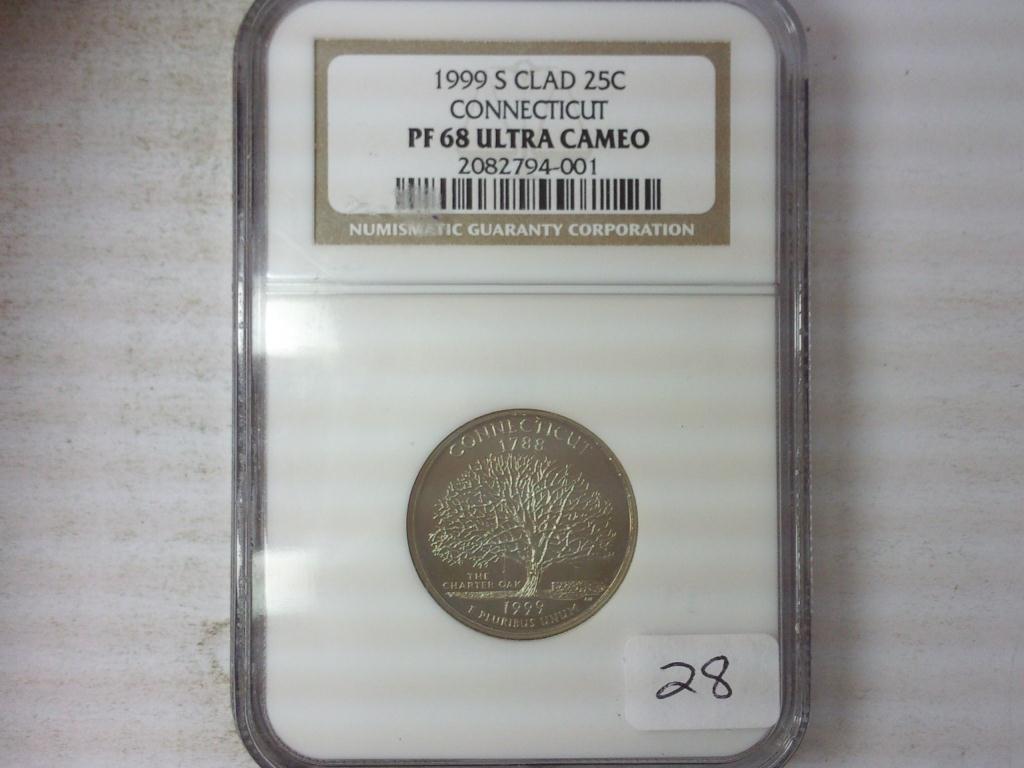 1999 S CLAD 25C
CONNECTICUT
PF 68 ULTRA CAMEO
2082794-001
NUMISMATIC GUARANTY CORPORATION
CONNECTICUT
1788
THE
CHARTER OAK
1999
E PLURIBUS UNUM
28